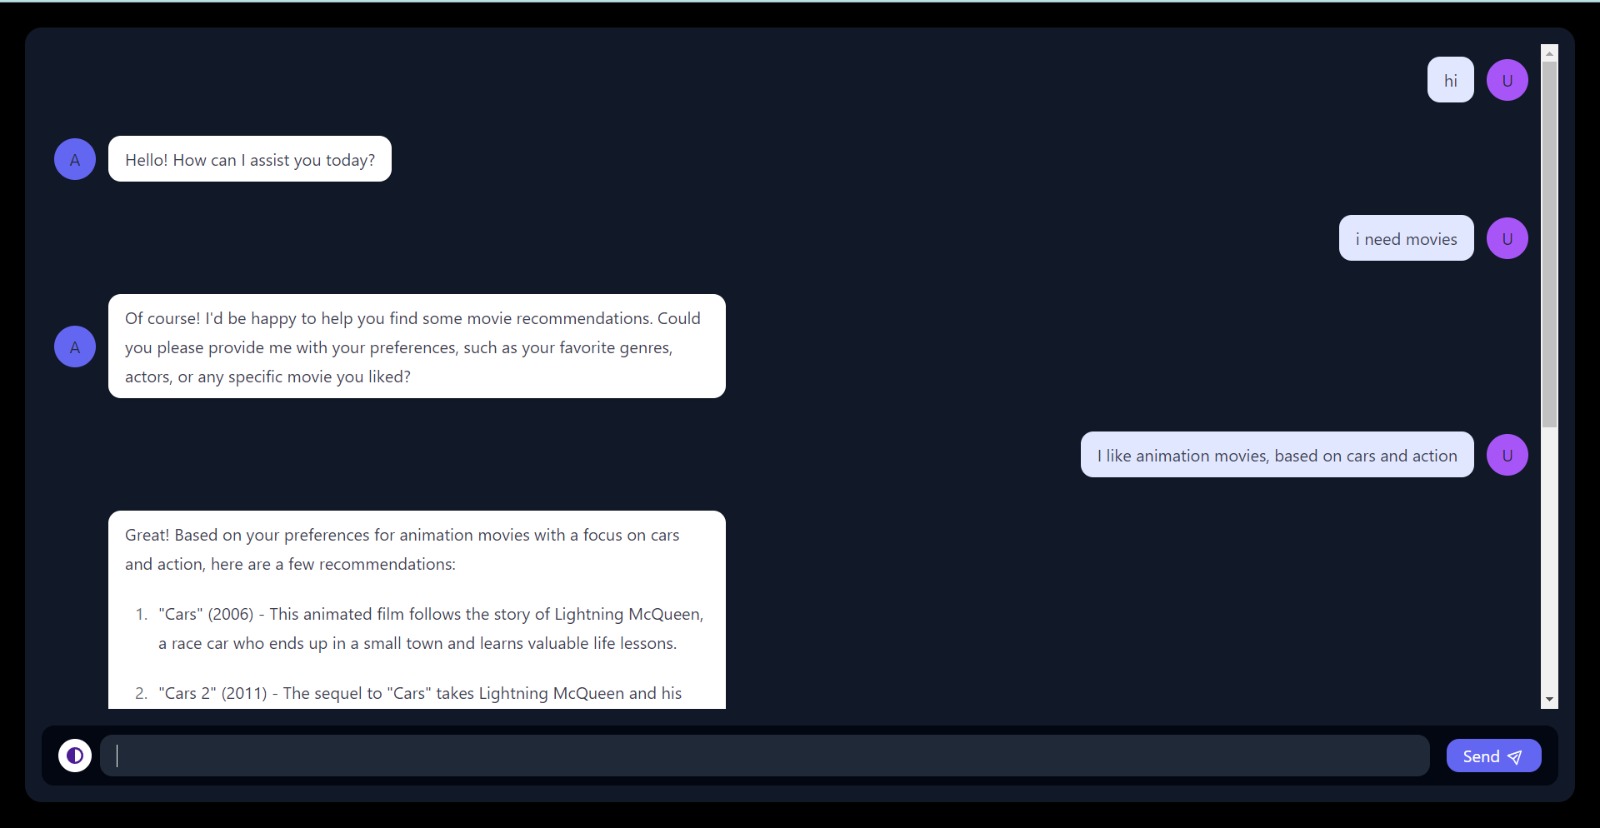 hi
U
A
Hello! How can I assist you today?
i need movies
U
Of course! I'd be happy to help you find some movie recommendations. Could
you please provide me with your preferences, such as your favorite genres,
actors, or any specific movie you liked?
A
I like animation movies, based on cars and action
U
Great! Based on your preferences for animation movies with a focus on cars
and action, here are a few recommendations:
1. "Cars" (2006) - This animated film follows the story of Lightning McQueen,
a race car who ends up in a small town and learns valuable life lessons.
2. "Cars 2" (2011) - The sequel to "Cars" takes Lightning McQueen and his
Send